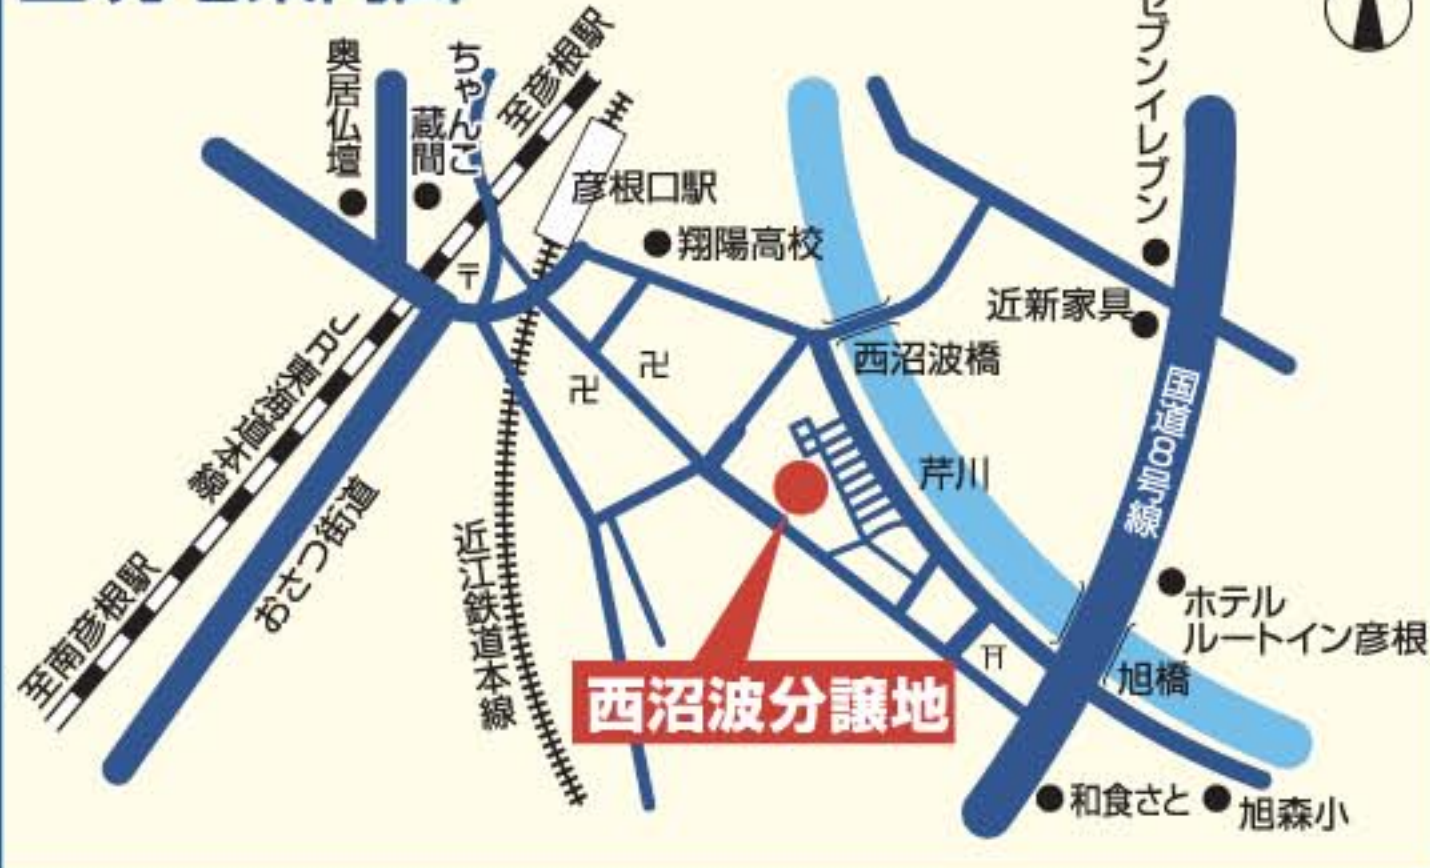 奥居仏壇
ちゃんこ
蔵間
至彦根駅
セブンイレブン
彦根口駅
翔陽高校
〒
近新家具
西沼波橋
卍
卍
JR東海道本線
国道8号線
芹川
おさつ街道
近江鉄道本線
至南彦根駅
ホテル
ルートイン彦根
旭橋
西沼波分譲地
和食さと
旭森小